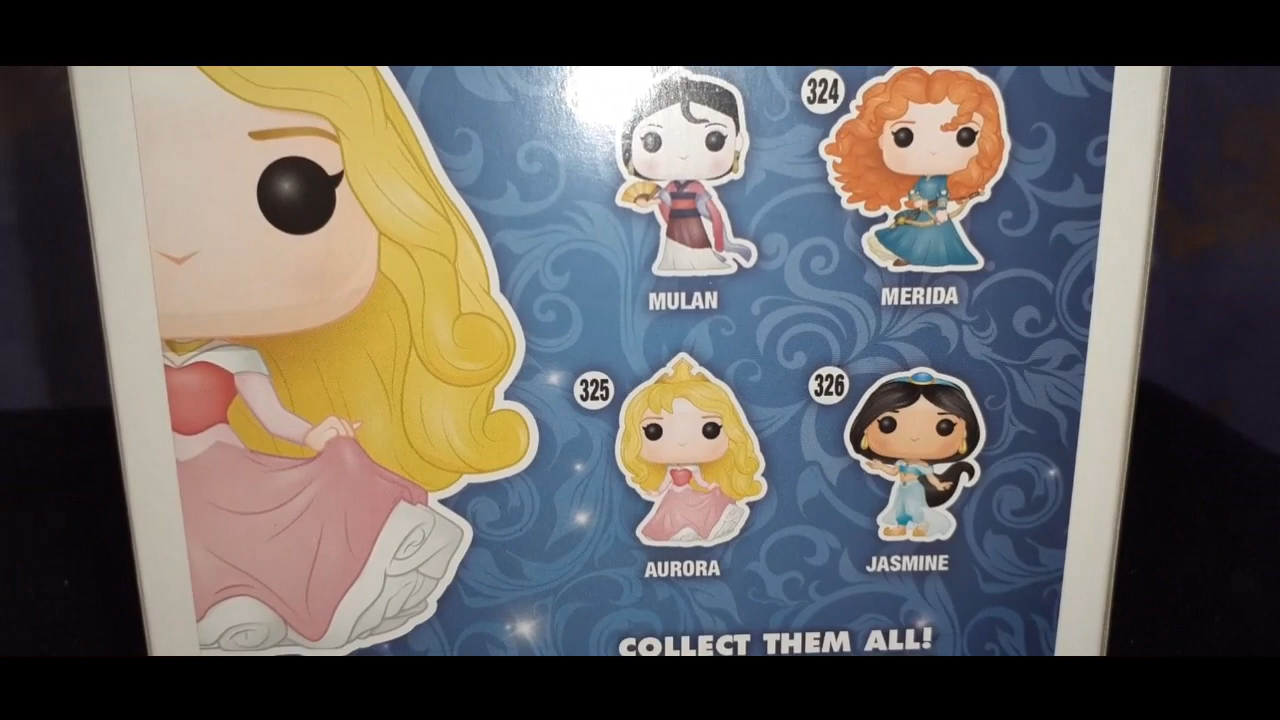 324
MULAN
MERIDA
325
326
AURORA
JASMINE
COLLECT THEM ALL!